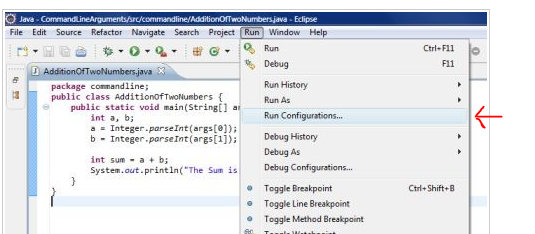 Java - CommandLineArguments/src/commandline/AdditionOfTwoNumbers.java - Eclipse
File Edit Source Refactor Navigate Search Project Run Window Help
AdditionOfTwoNumbers.java
package commandline;
public class AdditionOfTwoNumbers {
public static void main(String[] ar
int a, b;
a = Integer.parseInt(args[0]);
b = Integer.parseInt(args[1]);
int sum = a + b;
System.out.println("The Sum is
}
}
Run Ctrl+F11
Debug F11
Run History
Run As
Run Configurations...
Debug History
Debug As
Debug Configurations...
Toggle Breakpoint Ctrl+Shift+B
Toggle Line Breakpoint
Toggle Method Breakpoint